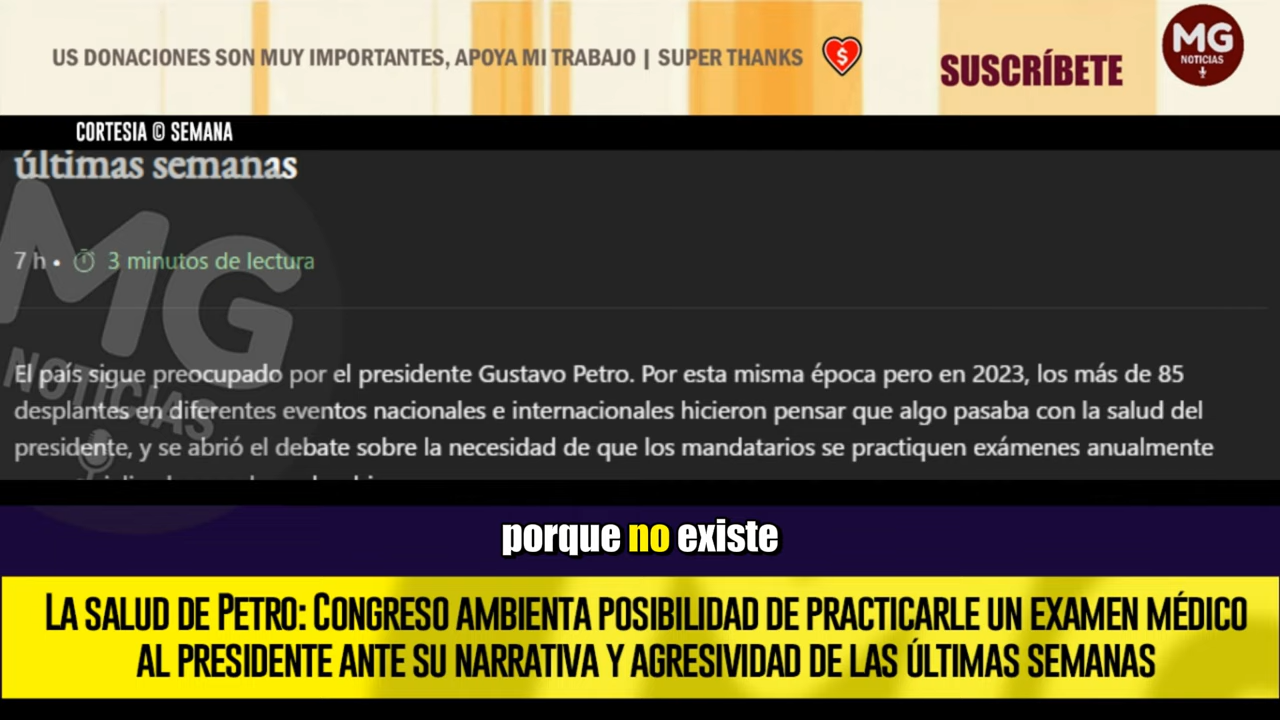 US DONACIONES SON MUY IMPORTANTES, APOYA MI TRABAJO | SUPER THANKS
$
SUSCRÍBETE
MG
NOTICIAS
CORTESIA © SEMANA
últimas semanas
7 h • 3 minutos de lectura
MG
NOTICIAS
El país sigue preocupado por el presidente Gustavo Petro. Por esta misma época pero en 2023, los más de 85
desplantes en diferentes eventos nacionales e internacionales hicieron pensar que algo pasaba con la salud del
presidente, y se abrió el debate sobre la necesidad de que los mandatarios se practiquen exámenes anualmente
porque no existe
LA SALUD DE PETRO: CONGRESO AMBIENTA POSIBILIDAD DE PRACTICARLE UN EXAMEN MÉDICO
AL PRESIDENTE ANTE SU NARRATIVA Y AGRESIVIDAD DE LAS ÚLTIMAS SEMANAS